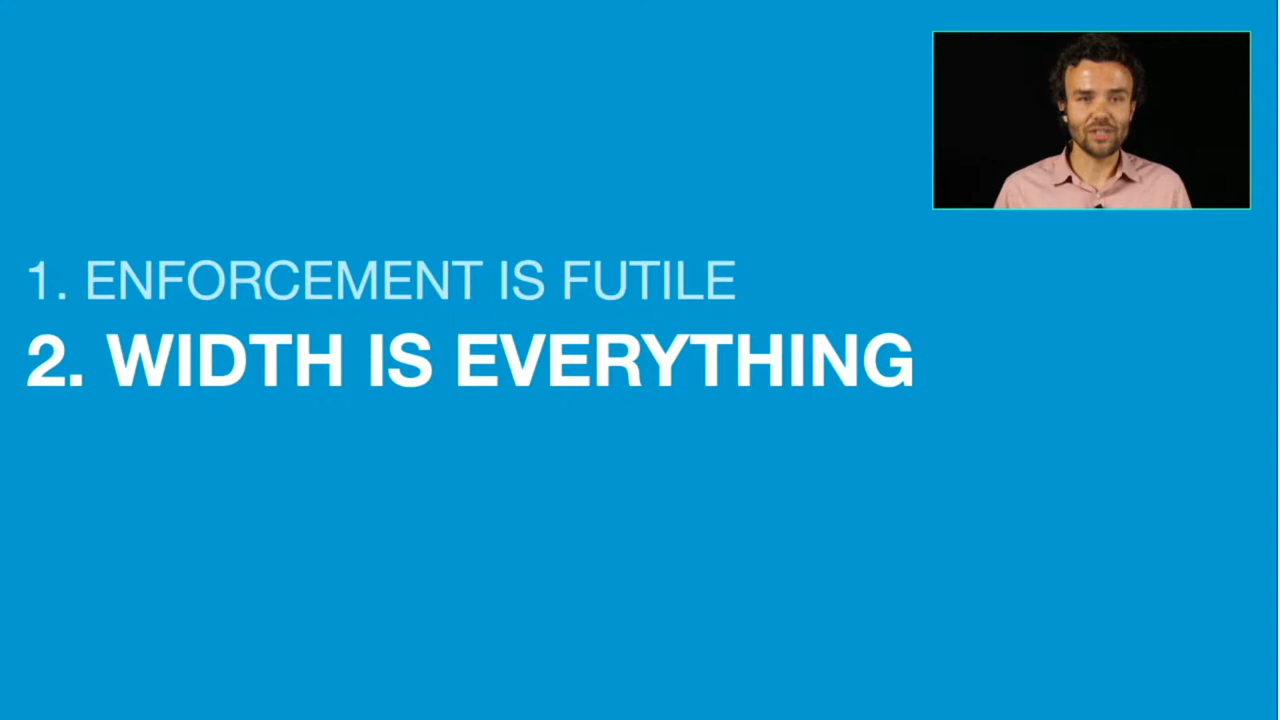 1. ENFORCEMENT IS FUTILE
2. WIDTH IS EVERYTHING